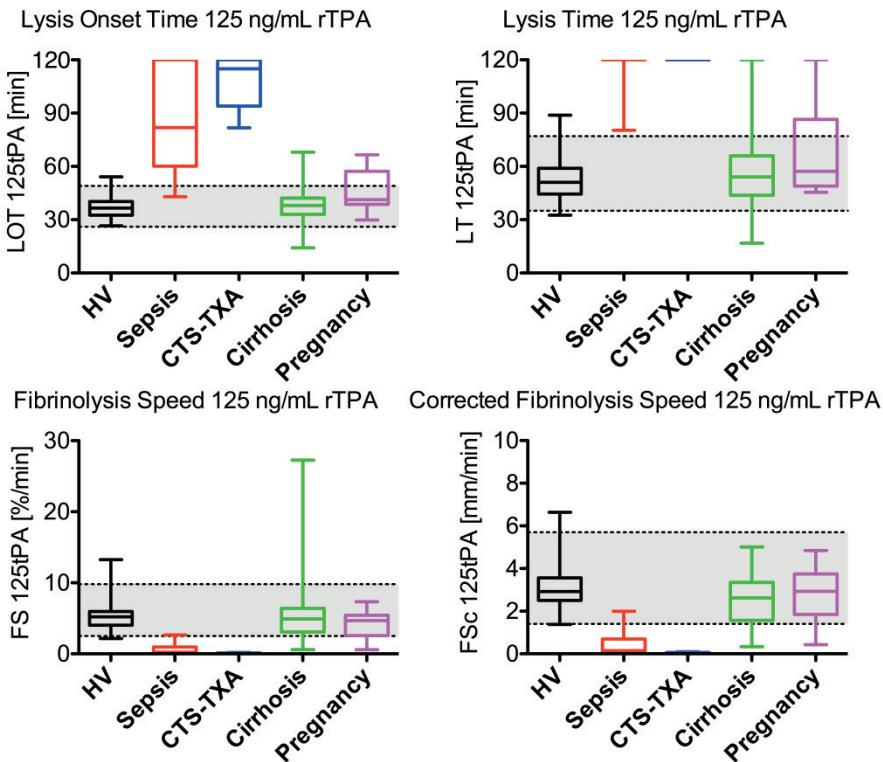 Lysis Onset Time 125 ng/mL rTPA
LOT 125tPA [min]
120
90
60
30
0
HV
Sepsis
CTS-TXA
Cirrhosis
Pregnancy
Lysis Time 125 ng/mL rTPA
LT 125tPA [min]
120
90
60
30
0
HV
Sepsis
CTS-TXA
Cirrhosis
Pregnancy
Fibrinolysis Speed 125 ng/mL rTPA
FS 125tPA [%/min]
30
20
10
0
HV
Sepsis
CTS-TXA
Cirrhosis
Pregnancy
Corrected Fibrinolysis Speed 125 ng/mL rTPA
FSc 125tPA [mm/min]
10
8
6
4
2
0
HV
Sepsis
CTS-TXA
Cirrhosis
Pregnancy